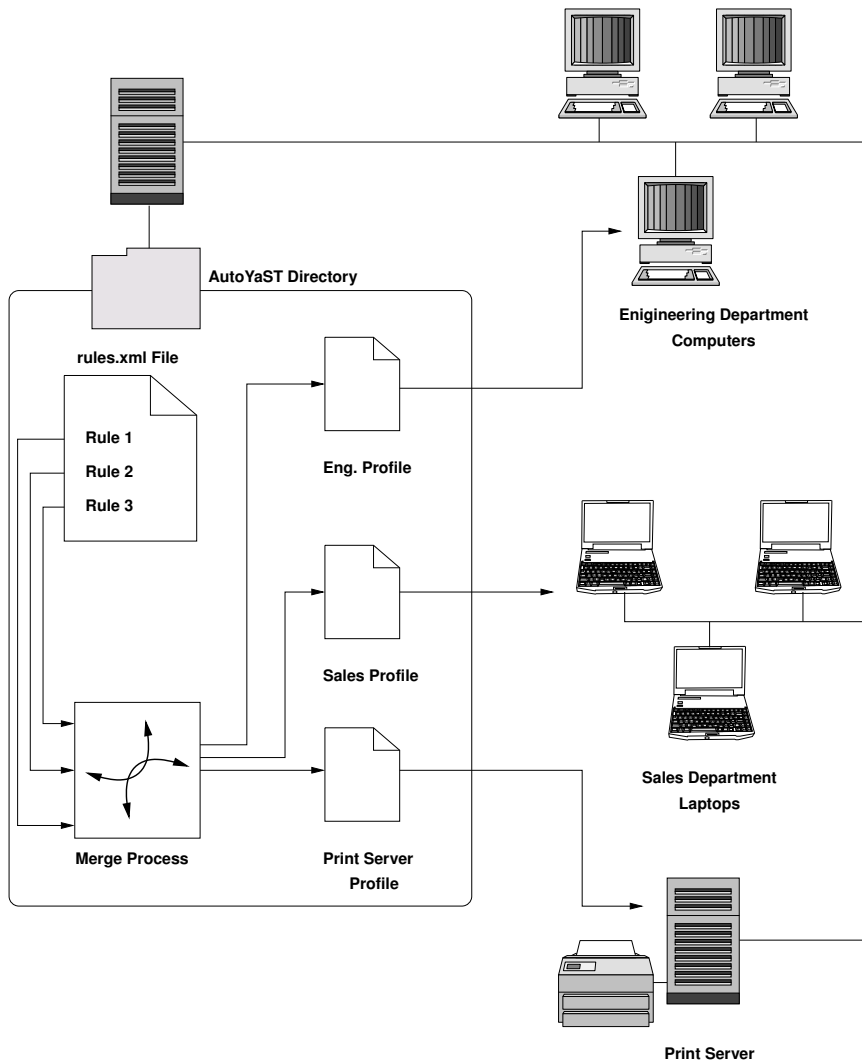 AutoYaST Directory
Enigineering Department
Computers
rules.xml File
Rule 1
Rule 2
Rule 3
Eng. Profile
Sales Profile
Sales Department
Laptops
Merge Process
Print Server
Profile
Print Server